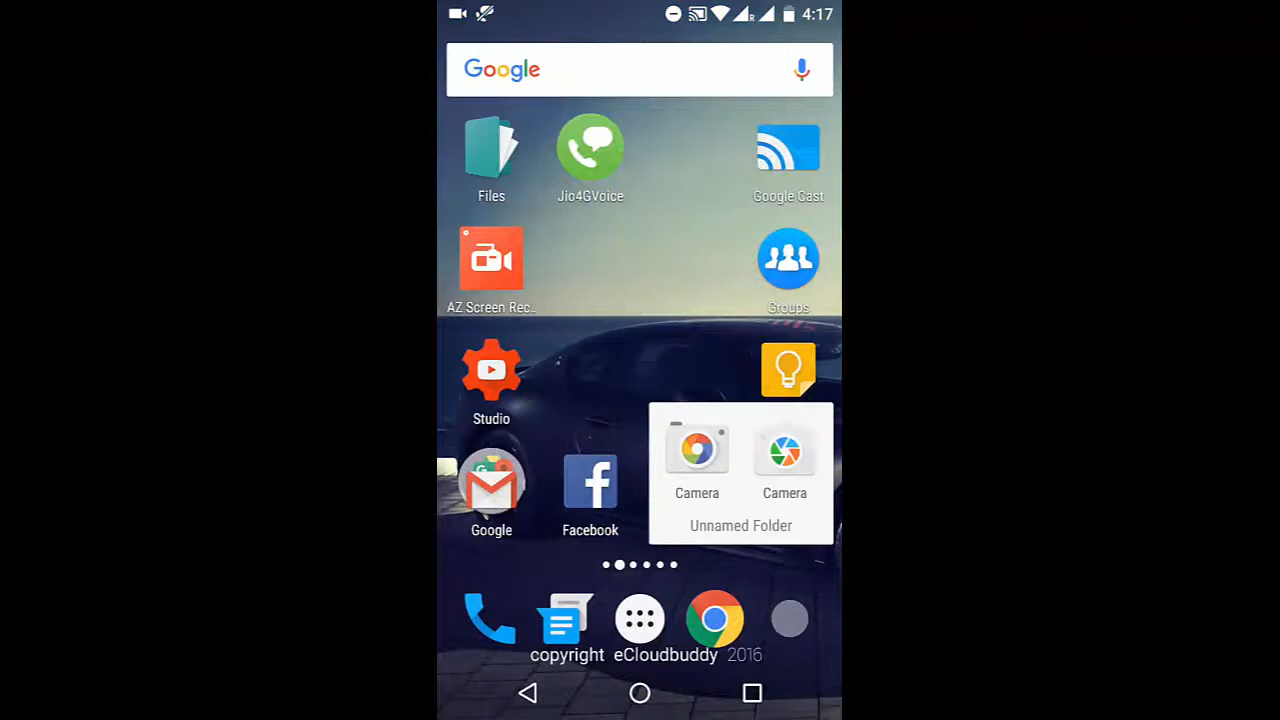 4:17
Google
Files
Jio4GVoice
Google Cast
AZ Screen Rec..
Groups
Studio
Camera
Camera
Unnamed Folder
Google
Facebook
copyright eCloudbuddy 2016